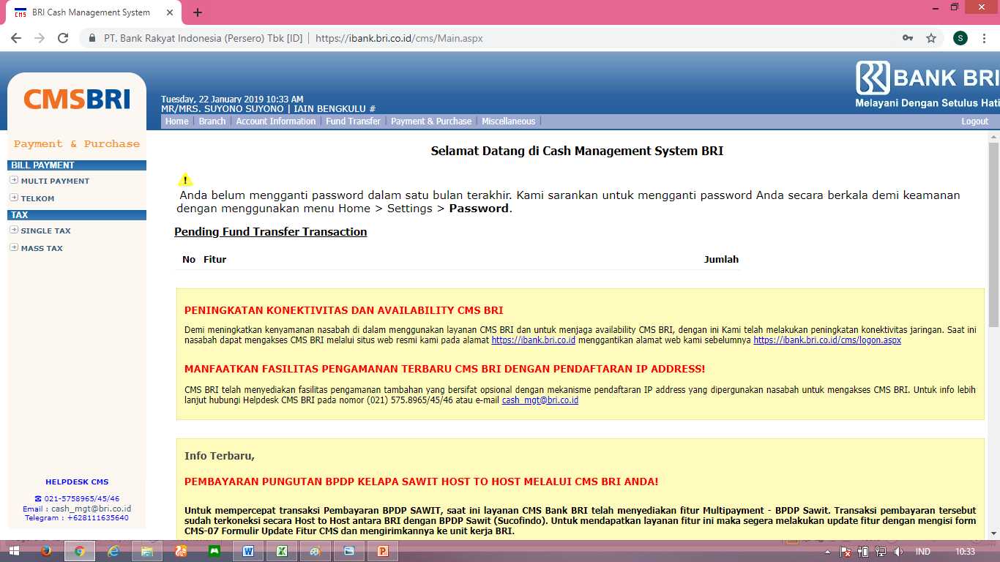 BRI Cash Management System
PT. Bank Rakyat Indonesia (Persero) Tbk [ID] https://ibank.bri.co.id/cms/Main.aspx
S
CMSBRI
Tuesday, 22 January 2019 10:33 AM
MR/MRS. SUYONO SUYONO | IAIN BENGKULU #
BANK BRI
Melayani Dengan Setulus Hati
Home Branch Account Information Fund Transfer Payment & Purchase Miscellaneous Logout
Payment & Purchase
BILL PAYMENT
MULTI PAYMENT
TELKOM
TAX
SINGLE TAX
MASS TAX
HELPDESK CMS
☎ 021-5758965/45/46
Email : cash_mgt@bri.co.id
Telegram : +628111635640
Selamat Datang di Cash Management System BRI
Anda belum mengganti password dalam satu bulan terakhir. Kami sarankan untuk mengganti password Anda secara berkala demi keamanan
dengan menggunakan menu Home > Settings > Password.
Pending Fund Transfer Transaction
No Fitur Jumlah
PENINGKATAN KONEKTIVITAS DAN AVAILABILITY CMS BRI
Demi meningkatkan kenyamanan nasabah di dalam menggunakan layanan CMS BRI dan untuk menjaga availability CMS BRI, dengan ini Kami telah melakukan peningkatan konektivitas jaringan. Saat ini
nasabah dapat mengakses CMS BRI melalui situs web resmi kami pada alamat https://ibank.bri.co.id menggantikan alamat web kami sebelumnya https://ibank.bri.co.id/cms/logon.aspx
MANFAATKAN FASILITAS PENGAMANAN TERBARU CMS BRI DENGAN PENDAFTARAN IP ADDRESS!
CMS BRI telah menyediakan fasilitas pengamanan tambahan yang bersifat opsional dengan mekanisme pendaftaran IP address yang dipergunakan nasabah untuk mengakses CMS BRI. Untuk info lebih
lanjut hubungi Helpdesk CMS BRI pada nomor (021) 575.8965/45/46 atau e-mail cash_mgt@bri.co.id
Info Terbaru,
PEMBAYARAN PUNGUTAN BPDP KELAPA SAWIT HOST TO HOST MELALUI CMS BRI ANDA!
Untuk mempercepat transaksi Pembayaran BPDP SAWIT, saat ini layanan CMS Bank BRI telah menyediakan fitur Multipayment - BPDP Sawit. Transaksi pembayaran tersebut
sudah terkoneksi secara Host to Host antara BRI dengan BPDP Sawit (Sucofindo). Untuk mendapatkan layanan fitur ini maka segera melakukan update fitur dengan mengisi form
CMS-07 Formulir Update Fitur CMS dan mengirimkannya ke unit kerja BRI.
IND 10:33